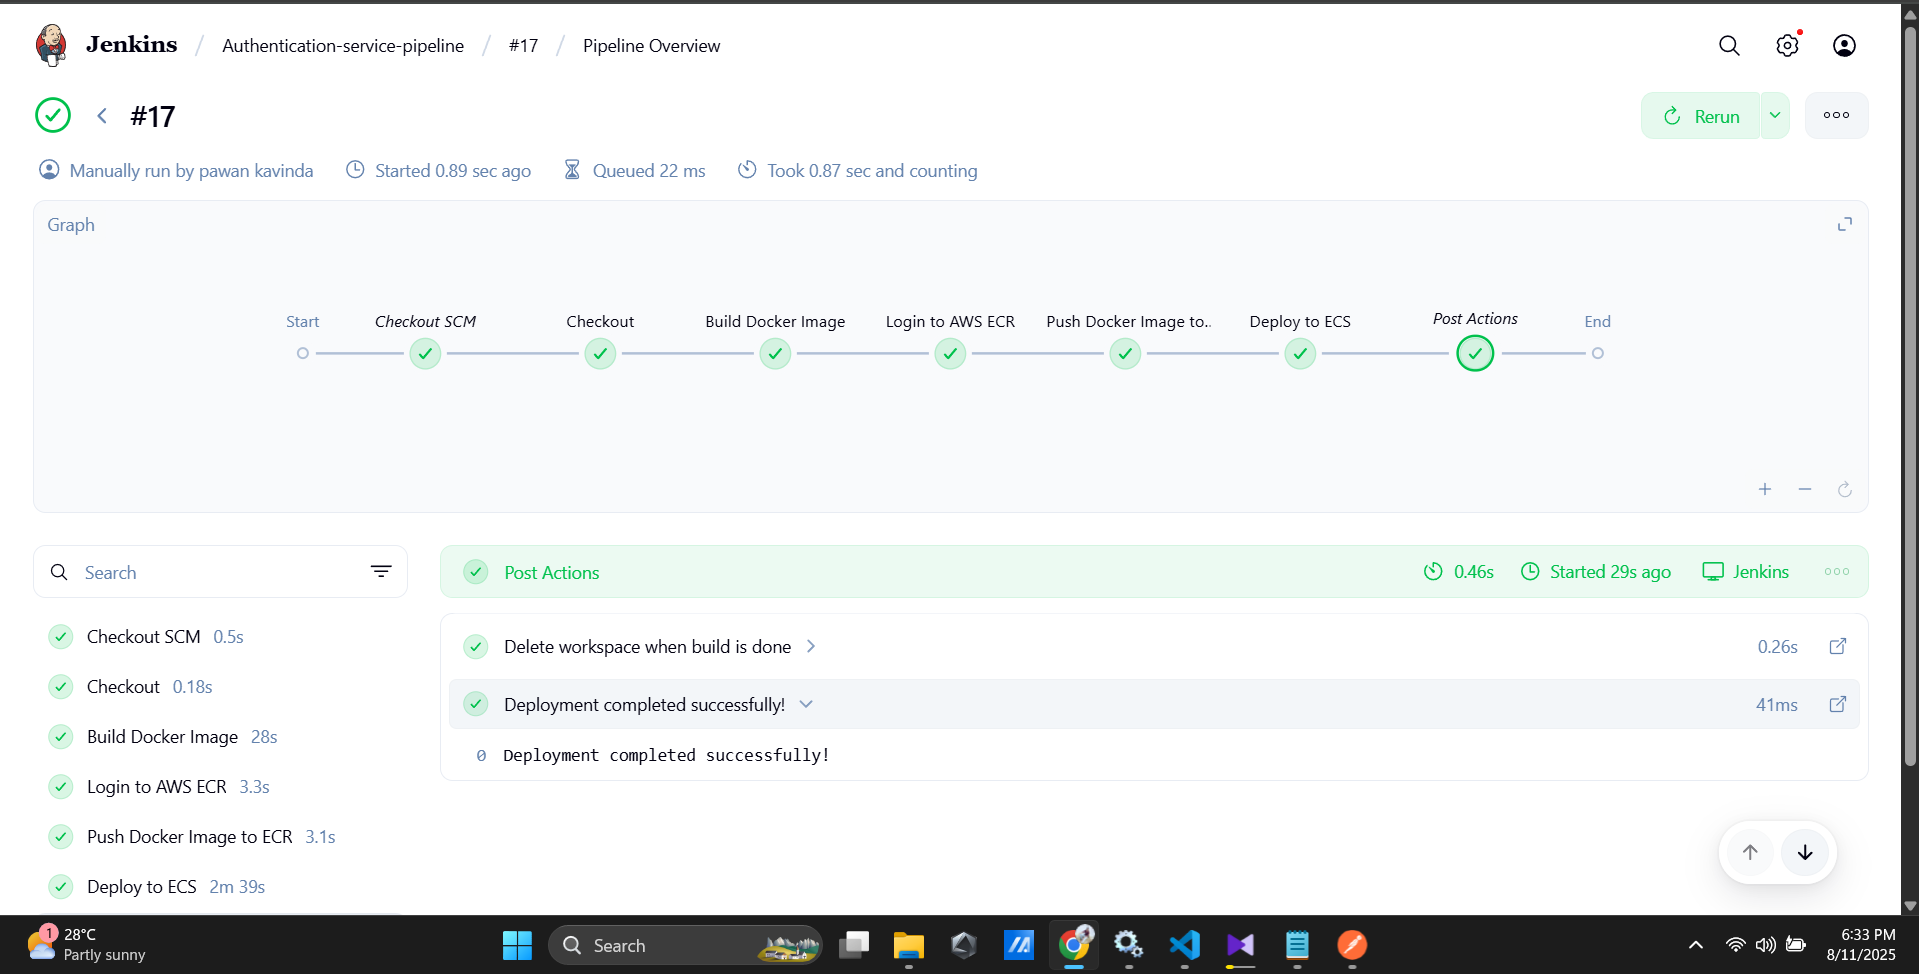 Jenkins / Authentication-service-pipeline / #17 / Pipeline Overview
#17
Rerun
Manually run by pawan kavinda
Started 0.89 sec ago
Queued 22 ms
Took 0.87 sec and counting
Graph
Start
Checkout SCM
Checkout
Build Docker Image
Login to AWS ECR
Push Docker Image to..
Deploy to ECS
Post Actions
End
Search
Checkout SCM 0.5s
Checkout 0.18s
Build Docker Image 28s
Login to AWS ECR 3.3s
Push Docker Image to ECR 3.1s
Deploy to ECS 2m 39s
Post Actions
0.46s
Started 29s ago
Jenkins
Delete workspace when build is done
0.26s
Deployment completed successfully!
41ms
0 Deployment completed successfully!
1
28°C
Partly sunny
Search
6:33 PM
8/11/2025